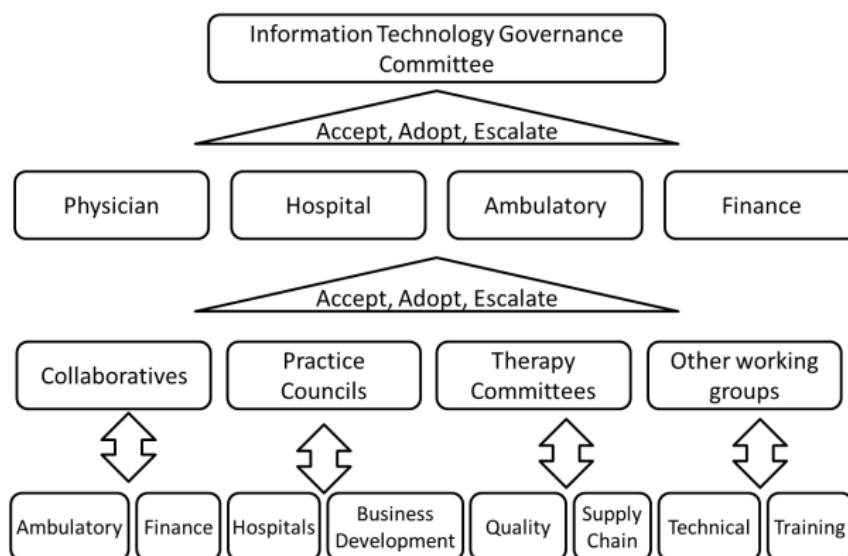 Information Technology Governance
Committee
Accept, Adopt, Escalate
Physician
Hospital
Ambulatory
Finance
Accept, Adopt, Escalate
Collaboratives
Practice
Councils
Therapy
Committees
Other working
groups
Ambulatory
Finance
Hospitals
Business
Development
Quality
Supply
Chain
Technical
Training